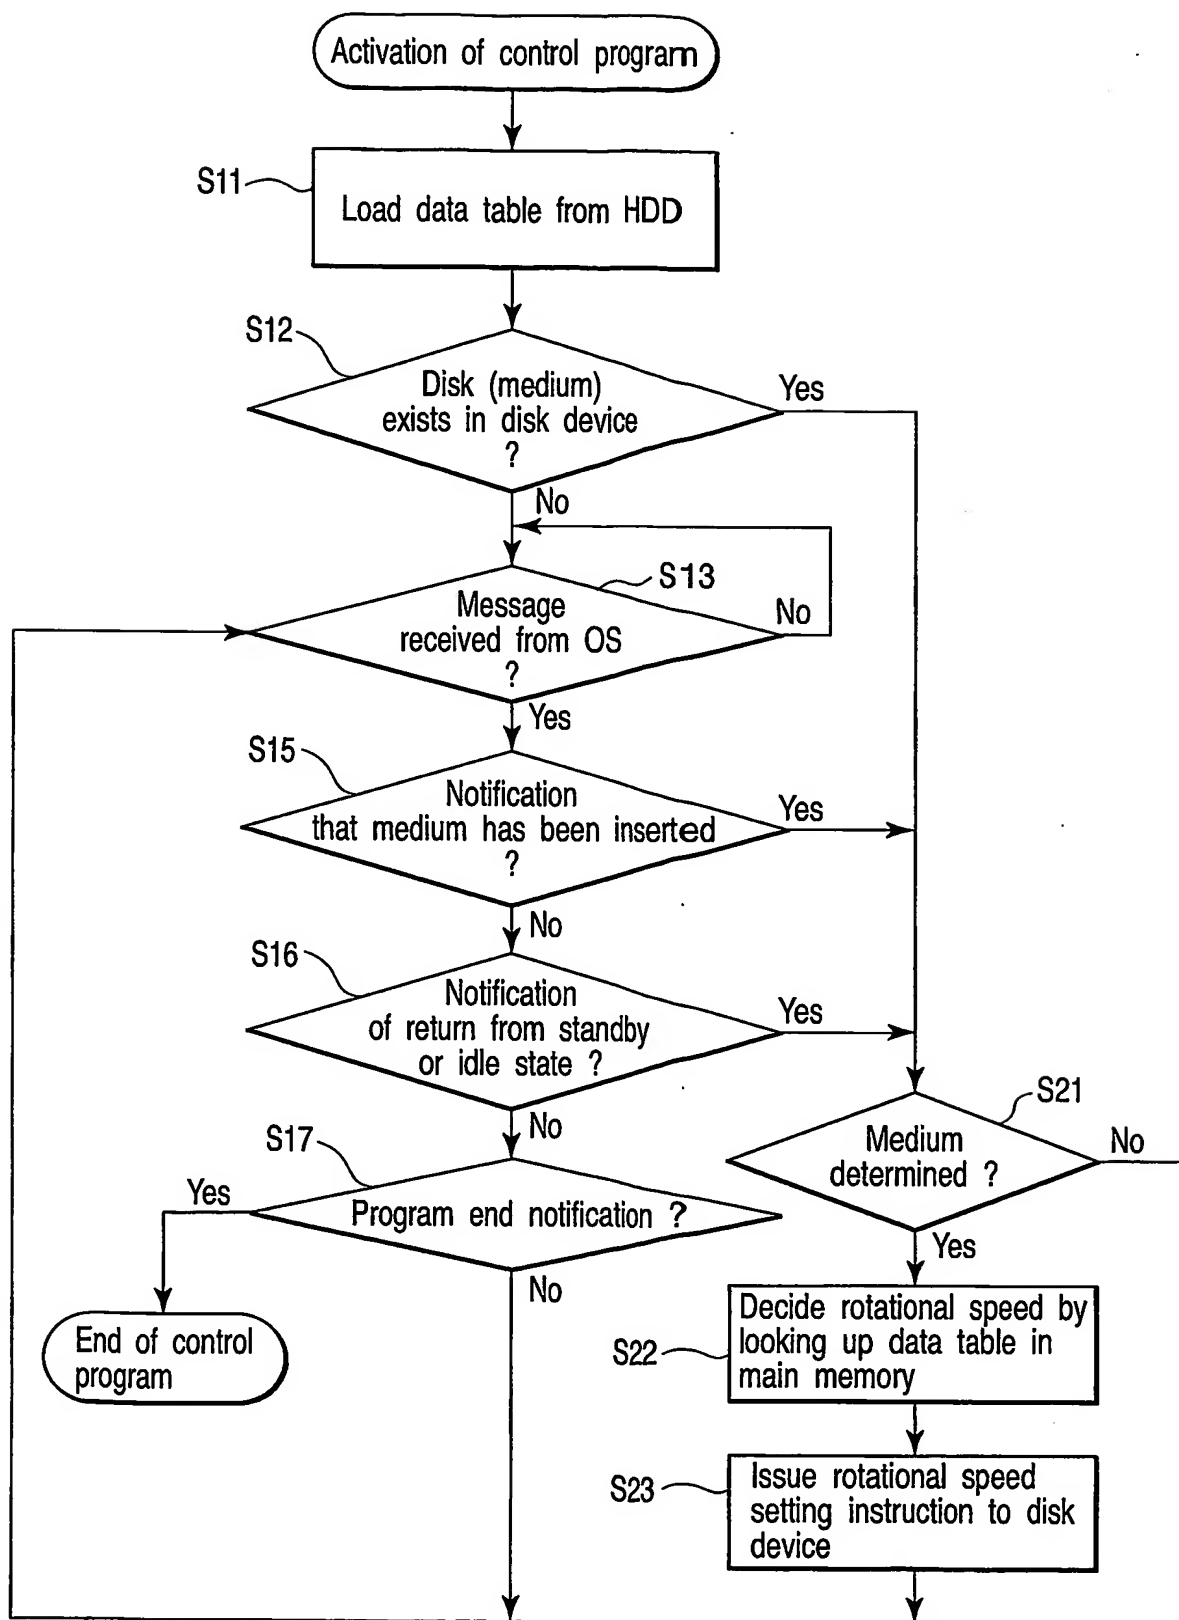 Activation of control program
S11
Load data table from HDD
S12
Disk (medium)
exists in disk device
?
Yes
No
S13
Message
received from OS
?
No
Yes
S15
Notification
that medium has been inserted
?
Yes
No
S16
Notification
of return from standby
or idle state ?
Yes
No
S17
Program end notification ?
Yes
No
End of control
program
S21
Medium
determined ?
No
Yes
S22
Decide rotational speed by
looking up data table in
main memory
S23
Issue rotational speed
setting instruction to disk
device